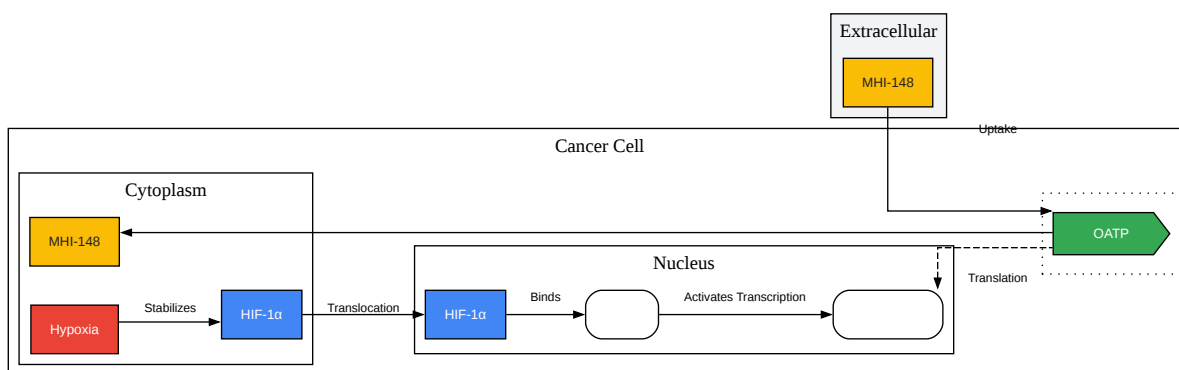 Extracellular
MHI-148
Uptake
Cancer Cell
Cytoplasm
MHI-148
OATP
Nucleus
Translation
Hypoxia
Stabilizes
HIF-1α
Translocation
HIF-1α
Binds
Activates Transcription